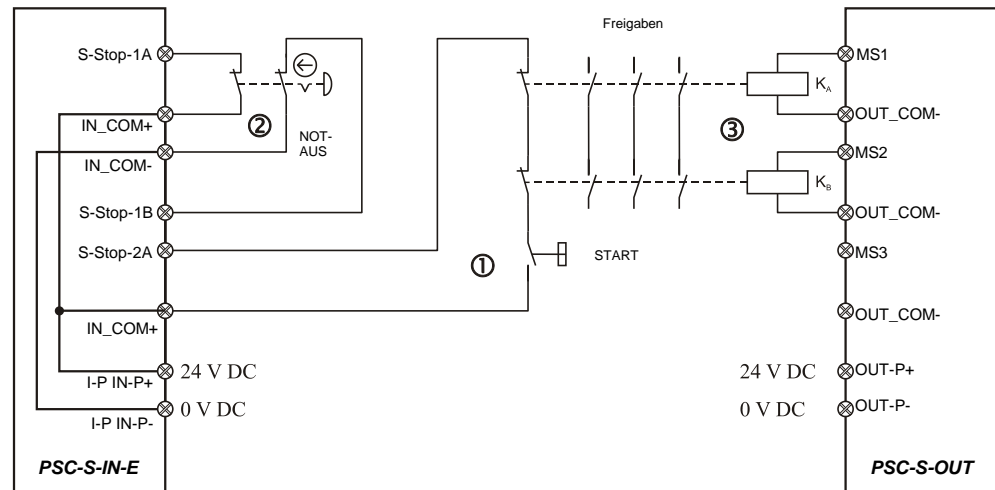 Freigaben
S-Stop-1A
IN_COM+
IN_COM-
S-Stop-1B
S-Stop-2A
IN_COM+
I-P IN-P+
I-P IN-P-
24 V DC
0 V DC
PSC-S-IN-E
②
NOT-
AUS
①
START
③
KA
KB
MS1
OUT_COM-
MS2
OUT_COM-
MS3
OUT_COM-
24 V DC
OUT-P+
0 V DC
OUT-P-
PSC-S-OUT